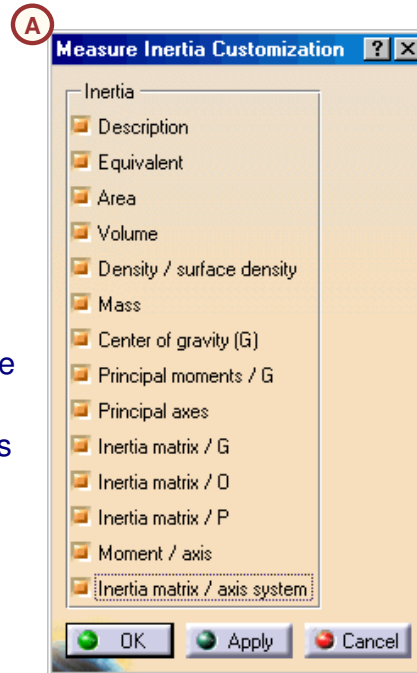 A
Measure Inertia Customization
Inertia
Description
Equivalent
Area
Volume
Density / surface density
Mass
Center of gravity (G)
Principal moments / G
Principal axes
Inertia matrix / G
Inertia matrix / O
Inertia matrix / P
Moment / axis
Inertia matrix / axis system
OK Apply Cancel